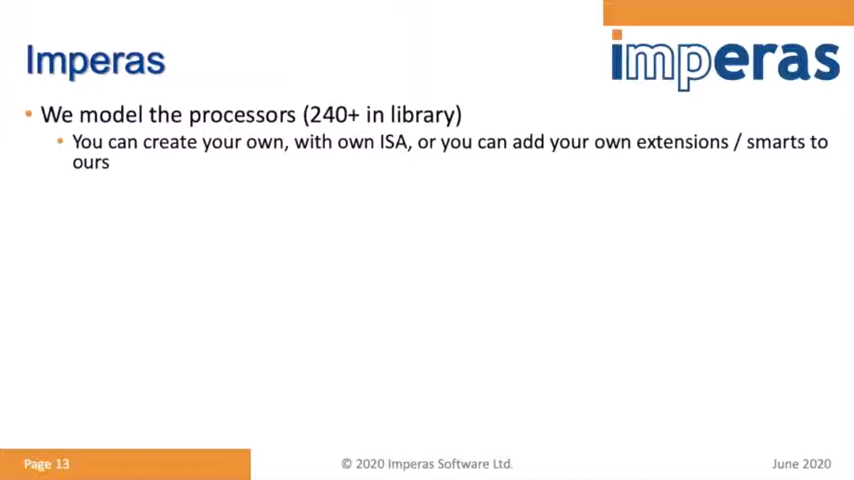 imperas
Imperas
• We model the processors (240+ in library)
• You can create your own, with own ISA, or you can add your own extensions / smarts to
ours
Page 13
© 2020 Imperas Software Ltd.
June 2020